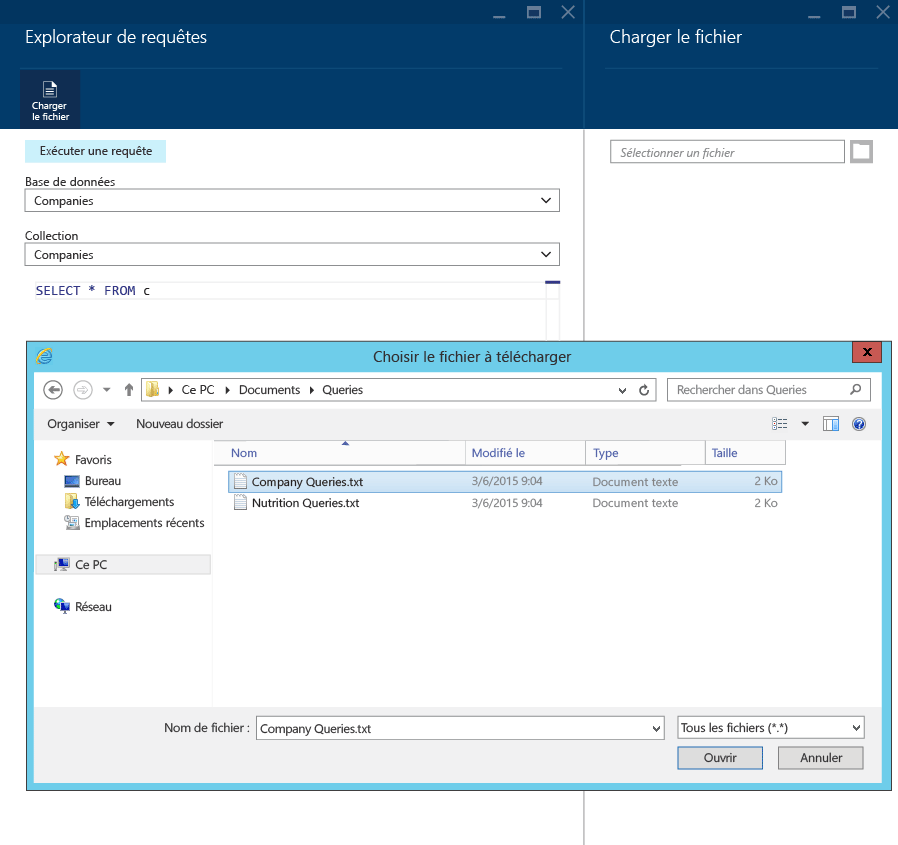 Explorateur de requêtes
Charger
le fichier
Exécuter une requête
Base de données
Companies
Collection
Companies
SELECT * FROM c
Charger le fichier
Sélectionner un fichier
Choisir le fichier à télécharger
x
Ce PC Documents Queries
Rechercher dans Queries
Organiser Nouveau dossier
Favoris
Bureau
Téléchargements
Emplacements récents
Ce PC
Réseau
Nom Modifié le Type Taille
Company Queries.txt 3/6/2015 9:04 Document texte 2 Ko
Nutrition Queries.txt 3/6/2015 9:04 Document texte 2 Ko
Nom de fichier : Company Queries.txt Tous les fichiers (*.*)
Ouvrir Annuler